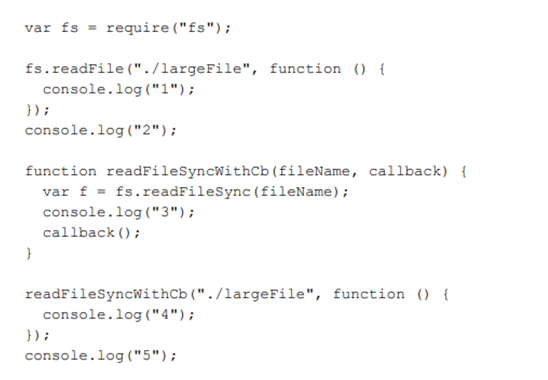 var fs = require("fs");

fs.readFile("./largeFile", function () {
  console.log("1");
});
console.log("2");

function readFileSyncWithCb(fileName, callback) {
  var f = fs.readFileSync(fileName);
  console.log("3");
  callback();
}

readFileSyncWithCb("./largeFile", function () {
  console.log("4");
});
console.log("5");